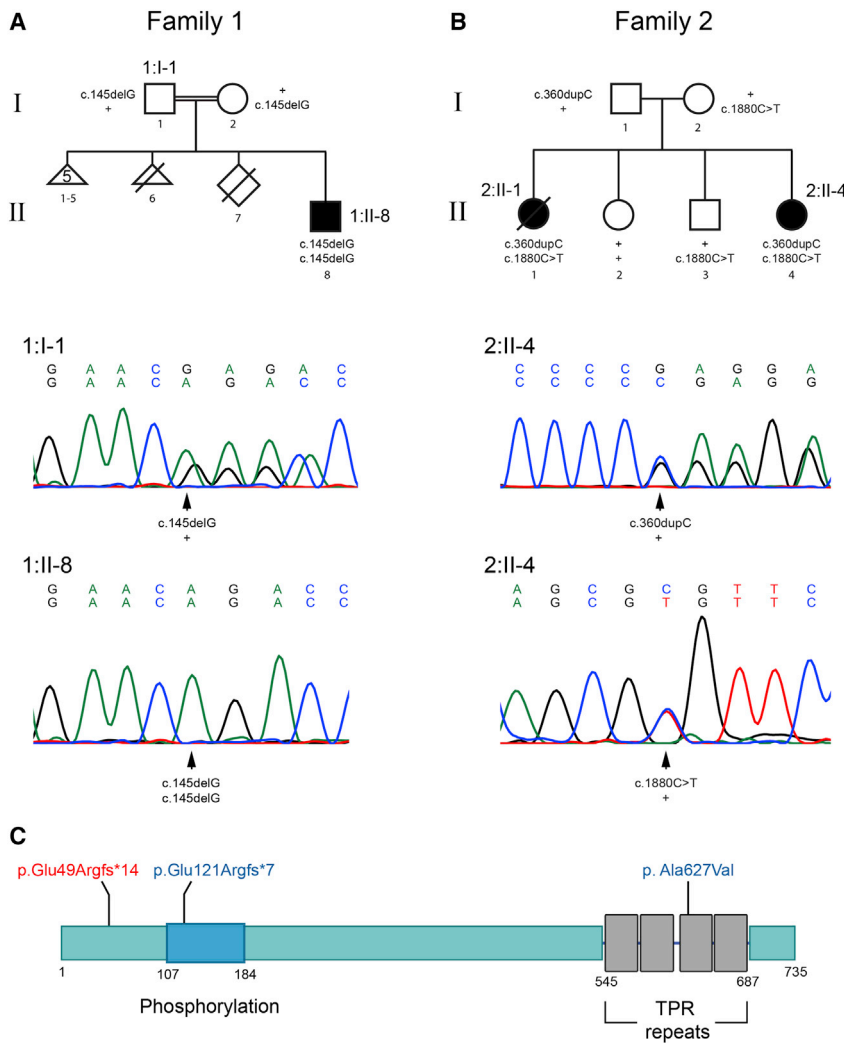 A Family 1
1:I-1
c.145delG
+
+
c.145delG
I
1 2
5
1-5 6 7
II
1:II-8
c.145delG
c.145delG
8
1:I-1
G A A C G A G A C
G A A C A G A C C
c.145delG
+
1:II-8
G A A C A G A C C
G A A C A G A C C
c.145delG
c.145delG
B Family 2
I
c.360dupC
+
+
c.1880C>T
1 2
2:II-1
2:II-4
II
c.360dupC
c.1880C>T
1
+
+
2
+
c.1880C>T
3
c.360dupC
c.1880C>T
4
2:II-4
C C C C G A G G A
C C C C C G A G G
c.360dupC
+
2:II-4
A G C G C G T T C
A G C G T G T T C
c.1880C>T
+
C
p.Glu49Argfs*14 p.Glu121Argfs*7 p. Ala627Val
1 107 184 545 687 735
Phosphorylation
TPR
repeats